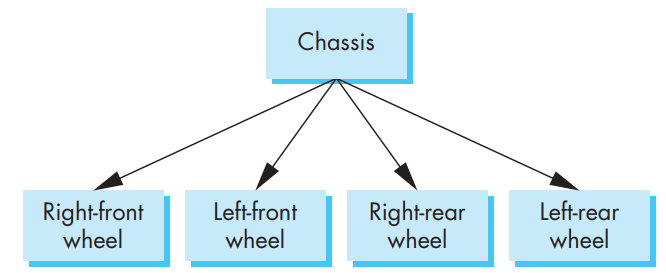 Chassis
Right-front
wheel
Left-front
wheel
Right-rear
wheel
Left-rear
wheel